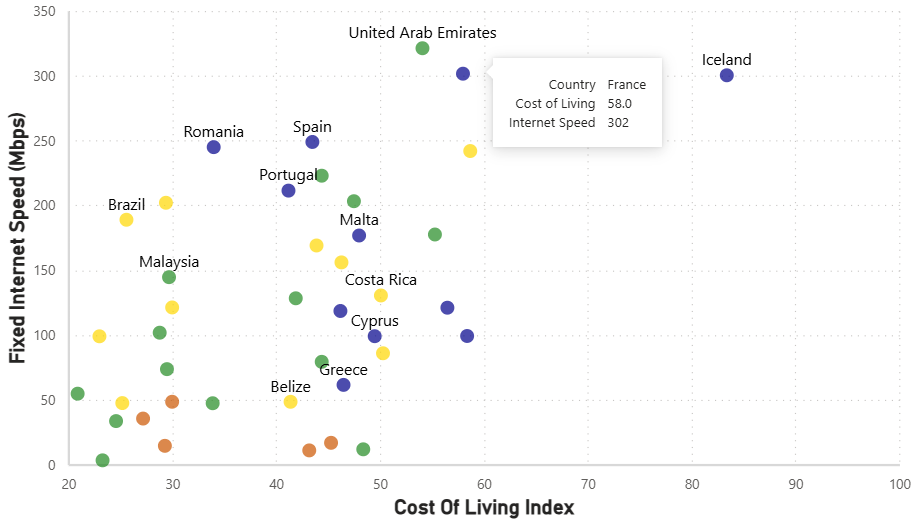 350
300
250
200
150
100
50
0
Fixed Internet Speed (Mbps)
United Arab Emirates
Iceland
Country France
Cost of Living 58.0
Internet Speed 302
Romania
Spain
Portugal
Brazil
Malta
Malaysia
Costa Rica
Cyprus
Greece
Belize
20 30 40 50 60 70 80 90 100
Cost Of Living Index